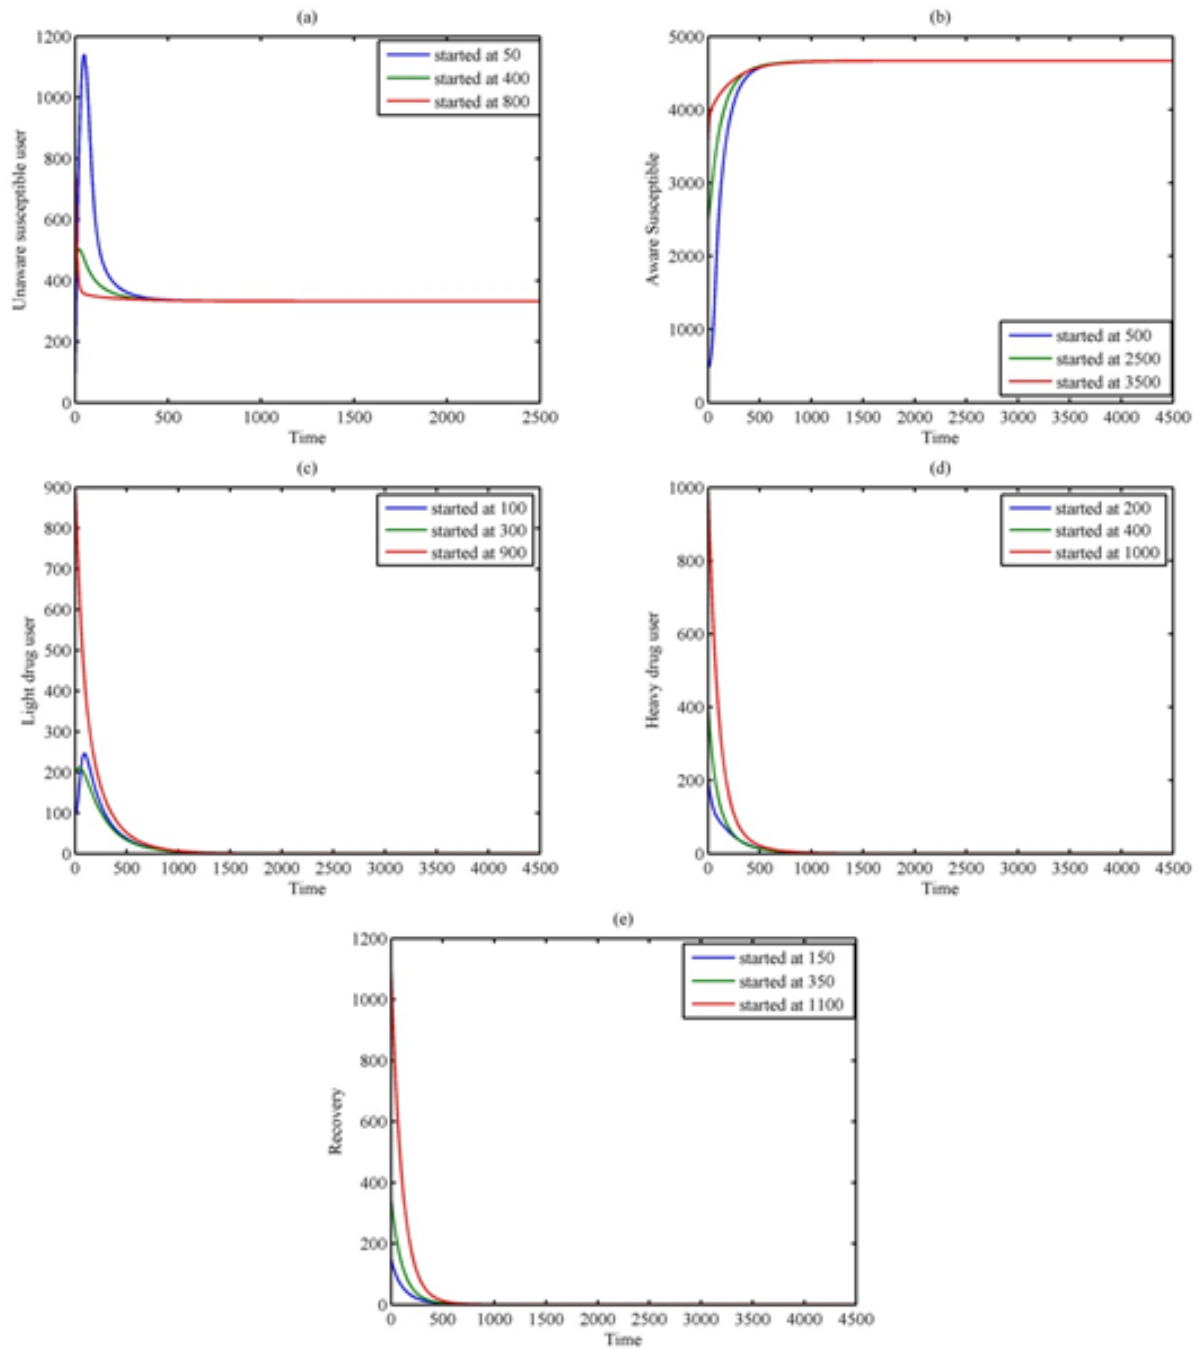 (a)
1200
1000
800
600
400
200
0
Unaware susceptible user
started at 50
started at 400
started at 800
0 500 1000 1500 2000 2500
Time
(b)
5000
4000
3000
2000
1000
0
Aware Susceptible
started at 500
started at 2500
started at 3500
0 500 1000 1500 2000 2500 3000 3500 4000 4500
Time
(c)
900
800
700
600
500
400
300
200
100
0
Light drug user
started at 100
started at 300
started at 900
0 500 1000 1500 2000 2500 3000 3500 4000 4500
Time
(d)
1000
800
600
400
200
0
Heavy drug user
started at 200
started at 400
started at 1000
0 500 1000 1500 2000 2500 3000 3500 4000 4500
Time
(e)
1200
1000
800
600
400
200
0
Recovery
started at 150
started at 350
started at 1100
0 500 1000 1500 2000 2500 3000 3500 4000 4500
Time